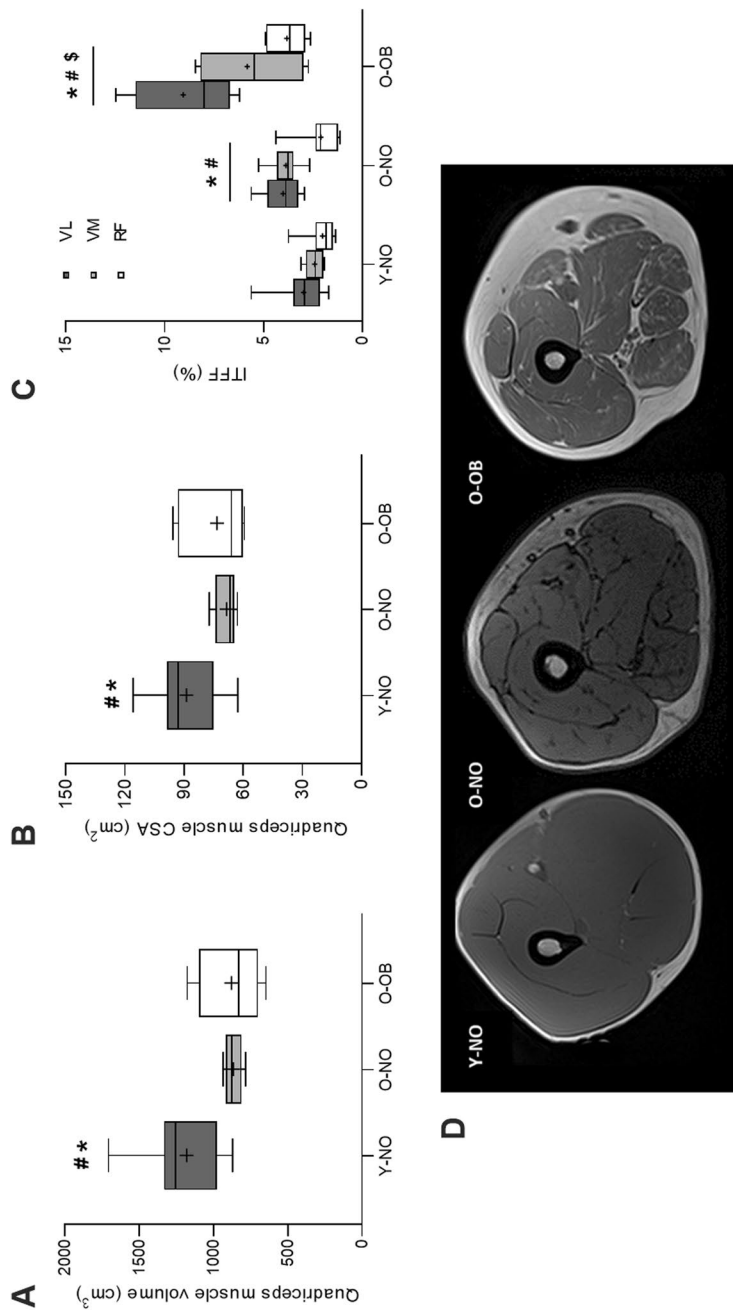 A
Quadriceps muscle volume (cm3)
2000
1500
1000
500
0
# *
Y-NO
O-NO
O-OB
B
Quadriceps muscle CSA (cm2)
150
120
90
60
30
0
# *
Y-NO
O-NO
O-OB
C
ITFF (%)
15
10
5
0
VL
VM
RF
* #
* # $
Y-NO
O-NO
O-OB
D
Y-NO
O-NO
O-OB